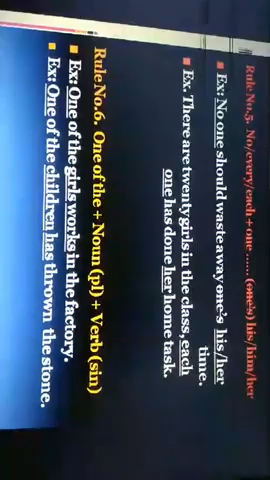 Rule No.5. No/every/each + one ...... (one's) his/him/her
Ex: No one should waste away one's his/her
time.
Ex. There are twenty girls in the class, each
one has done her home task.
Rule No.6. One of the + Noun (pl) + Verb (sin)
Ex: One of the girls works in the factory.
Ex: One of the children has thrown the stone.